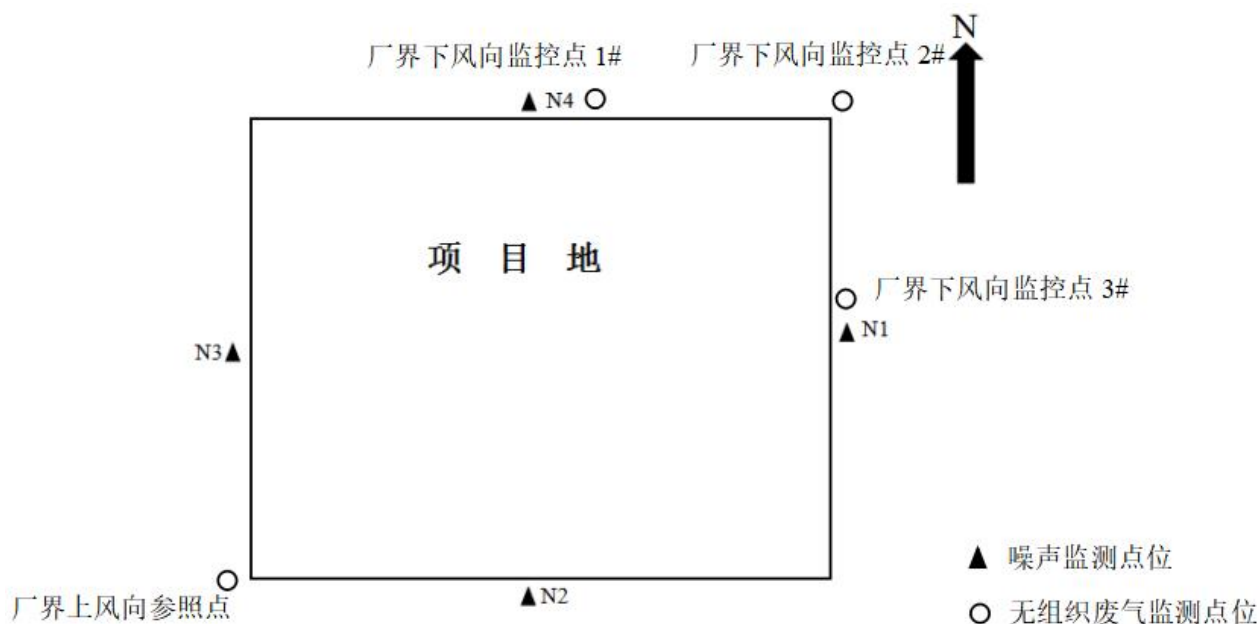 N
厂界下风向监控点 1#
厂界下风向监控点 2#
N4
项 目 地
厂界下风向监控点 3#
N1
N3
噪声监测点位
N2
厂界上风向参照点
无组织废气监测点位